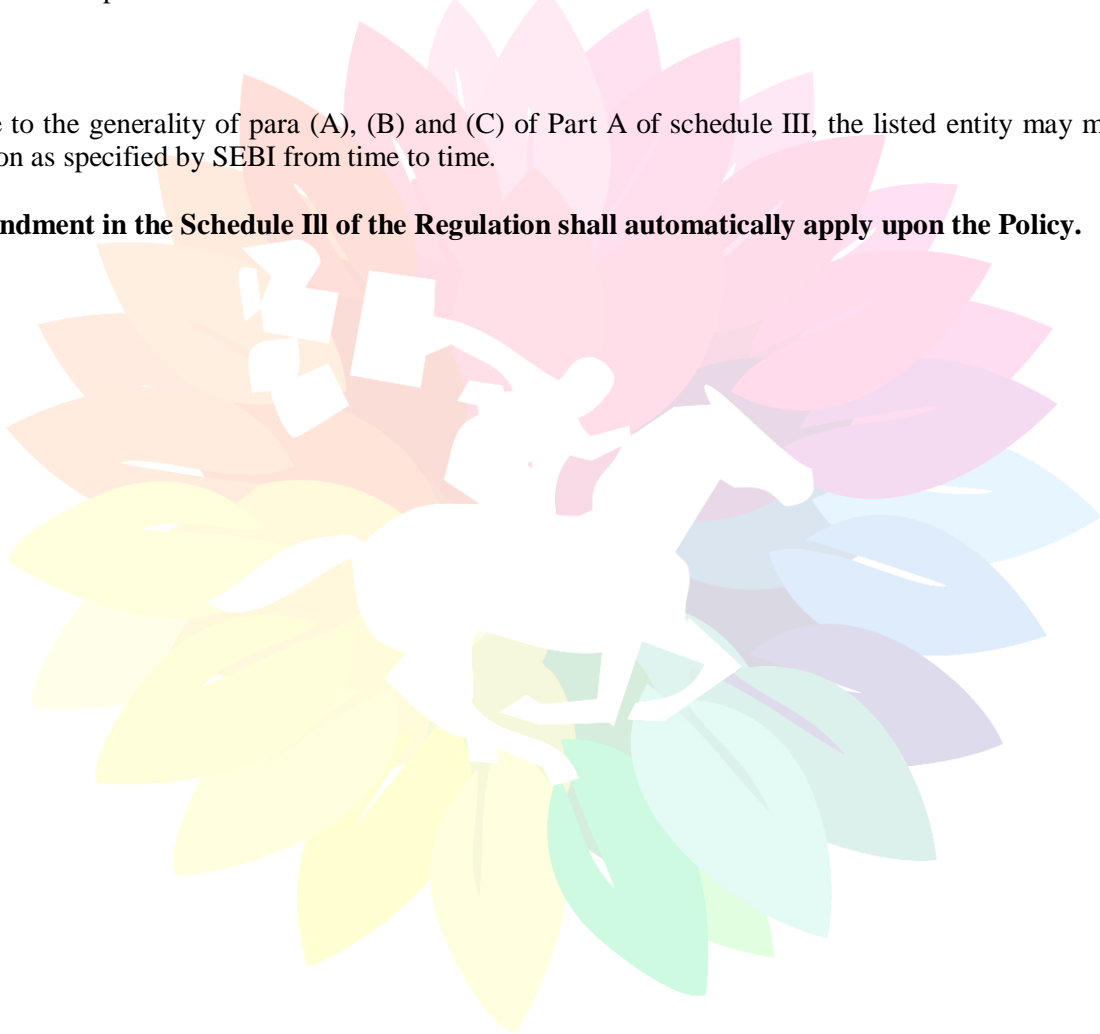 e to the generality of para (A), (B) and (C) of Part A of schedule III, the listed entity may m
on as specified by SEBI from time to time.
ndment in the Schedule Ill of the Regulation shall automatically apply upon the Policy.